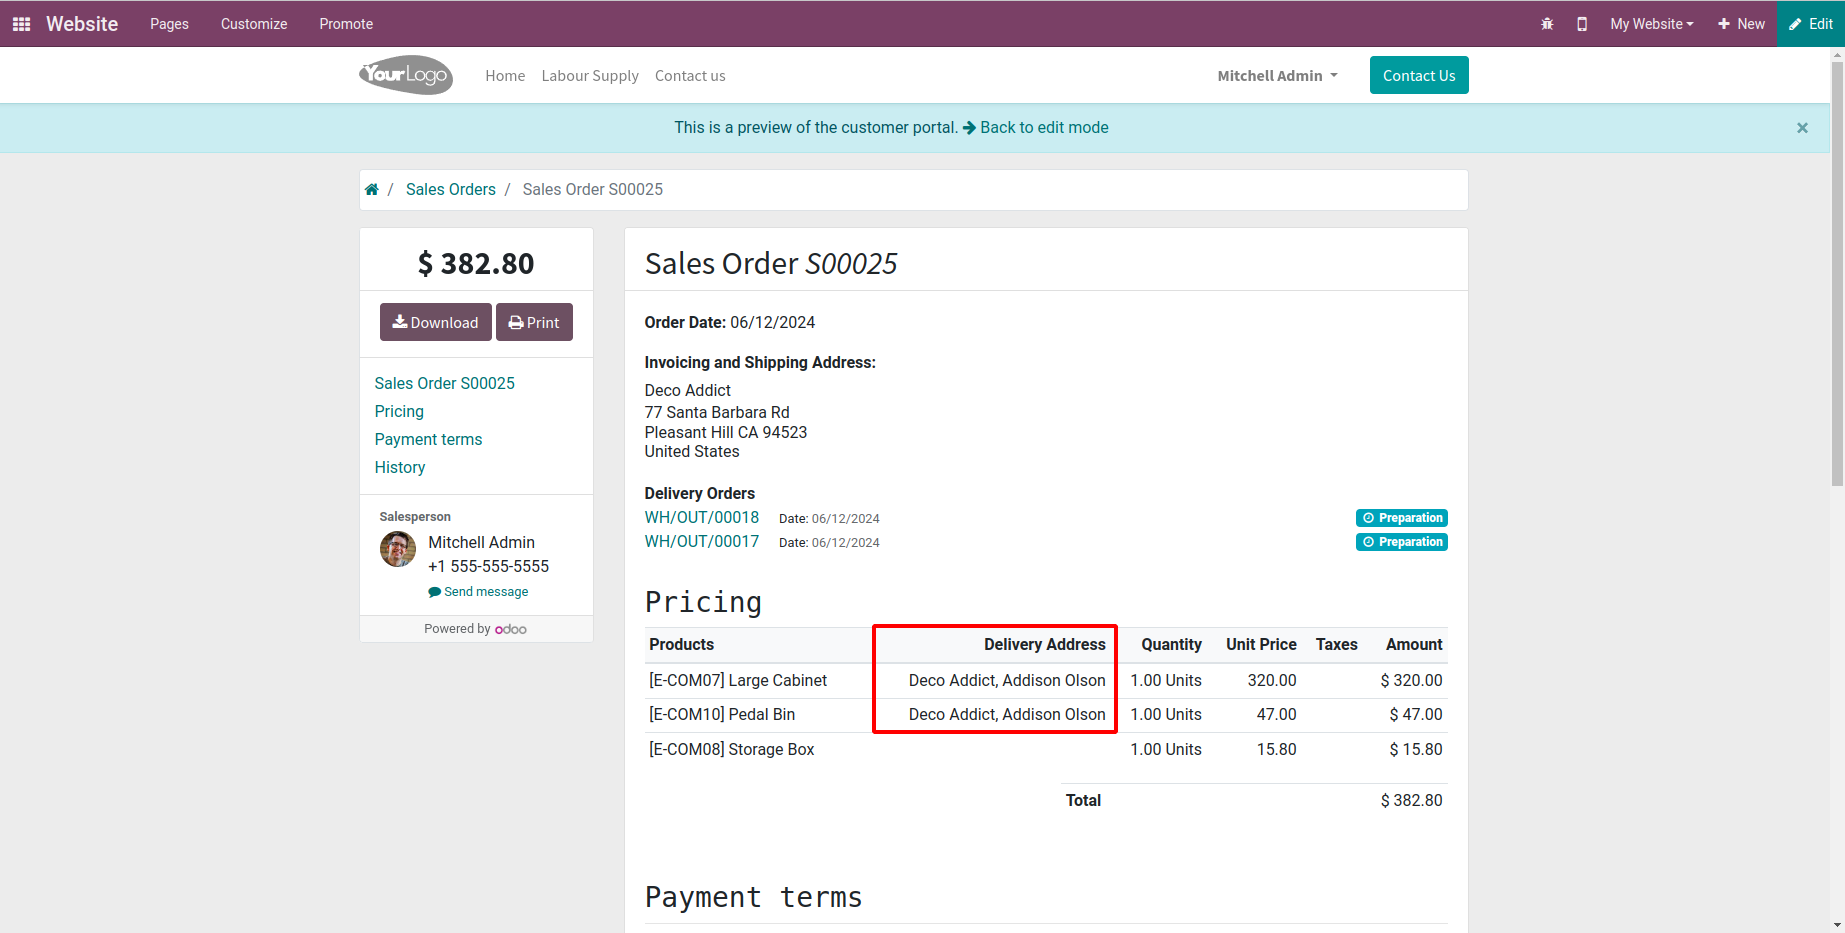 Website Pages Customize Promote My Website New Edit
YourLogo Home Labour Supply Contact us Mitchell Admin Contact Us
This is a preview of the customer portal. Back to edit mode ×
/ Sales Orders / Sales Order S00025
$ 382.80
Download Print
Sales Order S00025
Pricing
Payment terms
History
Salesperson
Mitchell Admin
+1 555-555-5555
Send message
Powered by odoo
Sales Order S00025
Order Date: 06/12/2024
Invoicing and Shipping Address:
Deco Addict
77 Santa Barbara Rd
Pleasant Hill CA 94523
United States
Delivery Orders
WH/OUT/00018 Date: 06/12/2024 Preparation
WH/OUT/00017 Date: 06/12/2024 Preparation
Pricing
Products Delivery Address Quantity Unit Price Taxes Amount
[E-COM07] Large Cabinet Deco Addict, Addison Olson 1.00 Units 320.00 $ 320.00
[E-COM10] Pedal Bin Deco Addict, Addison Olson 1.00 Units 47.00 $ 47.00
[E-COM08] Storage Box 1.00 Units 15.80 $ 15.80
Total $ 382.80
Payment terms